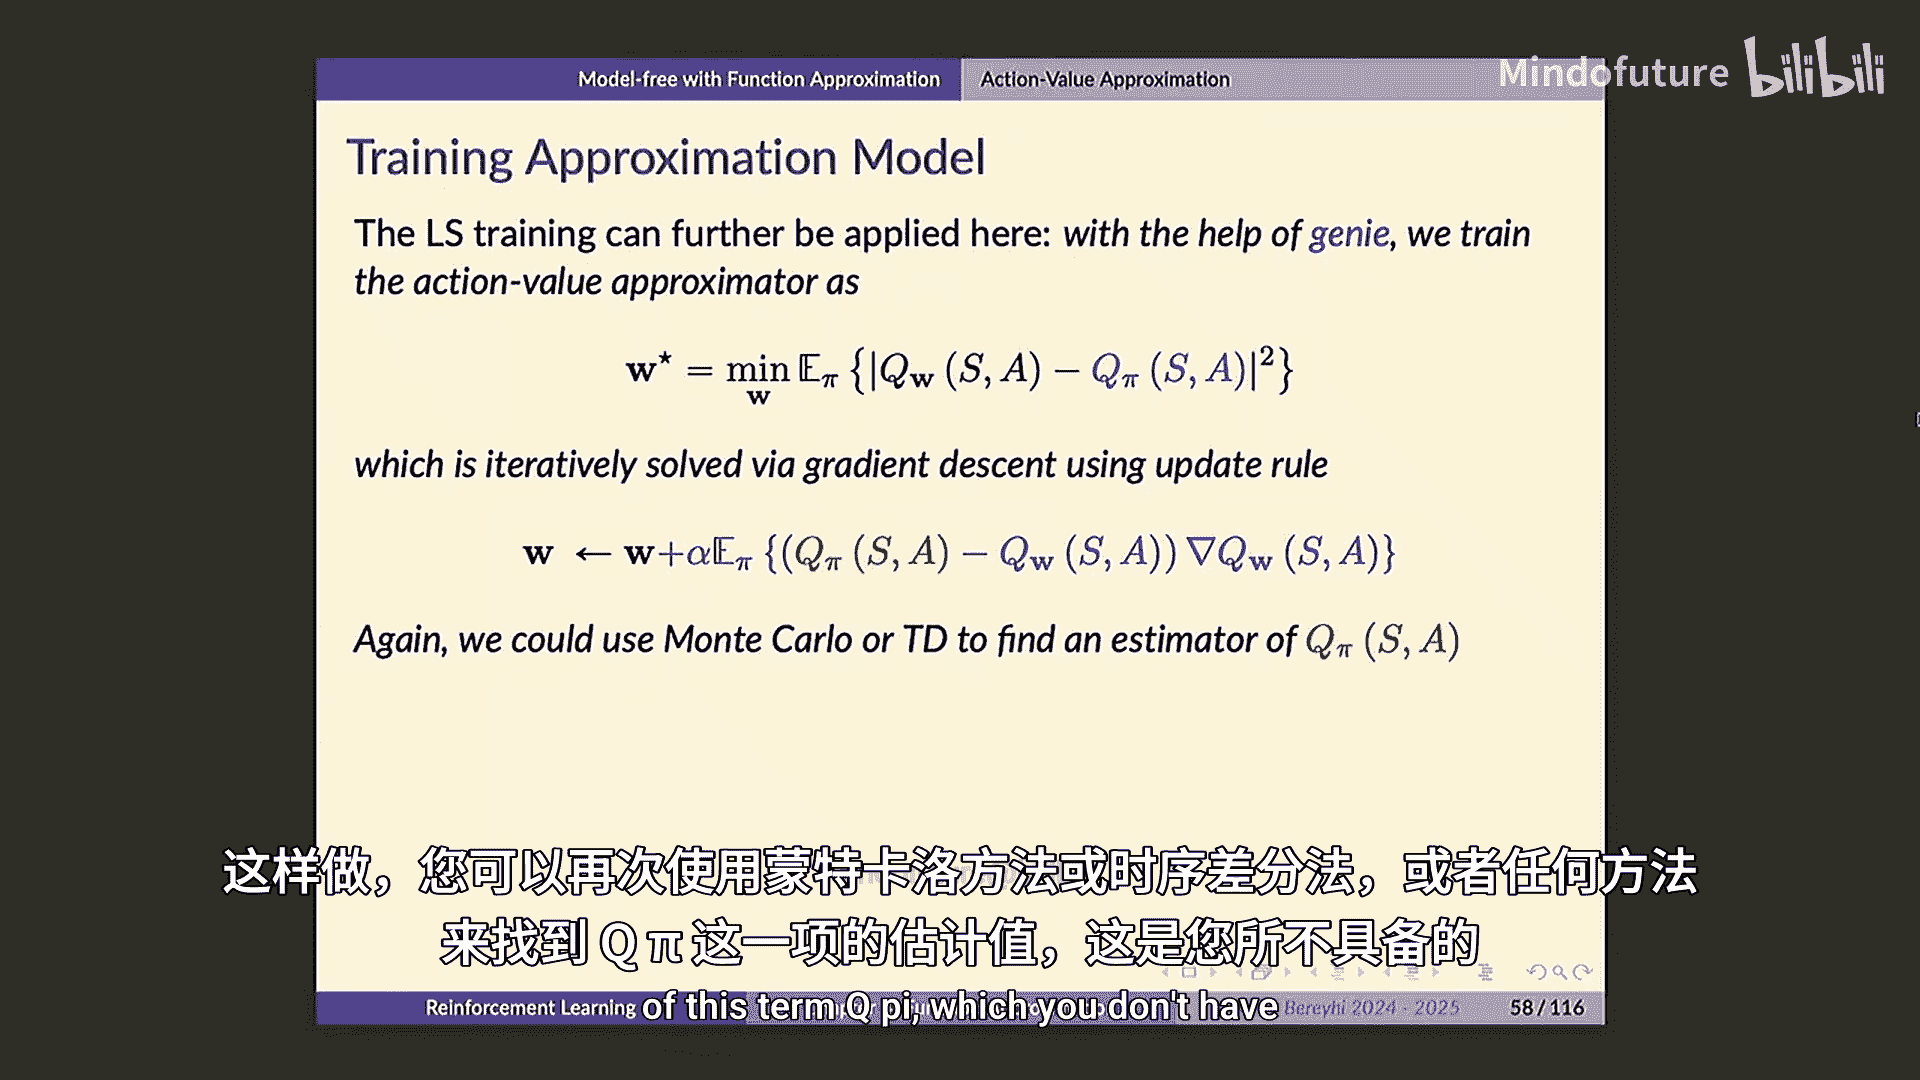 Model-free with Function Approximation Action-Value Approximation
Mindofuture bilibili
Training Approximation Model
The LS training can further be applied here: with the help of genie, we train
the action-value approximator as
w⋆ = min_w 𝔼_π {|Q_w (S, A) − Q_π (S, A)|²}
which is iteratively solved via gradient descent using update rule
w ← w+α𝔼_π {(Q_π (S, A) − Q_w (S, A)) ∇Q_w (S, A)}
Again, we could use Monte Carlo or TD to find an estimator of Q_π (S, A)
这样做，您可以再次使用蒙特卡洛方法或时序差分法，或者任何方法
来找到 Q π 这一项的估计值，这是您所不具备的
of this term Q pi, which you don't have
Reinforcement Learning Bereyhi 2024 - 2025 58 / 116